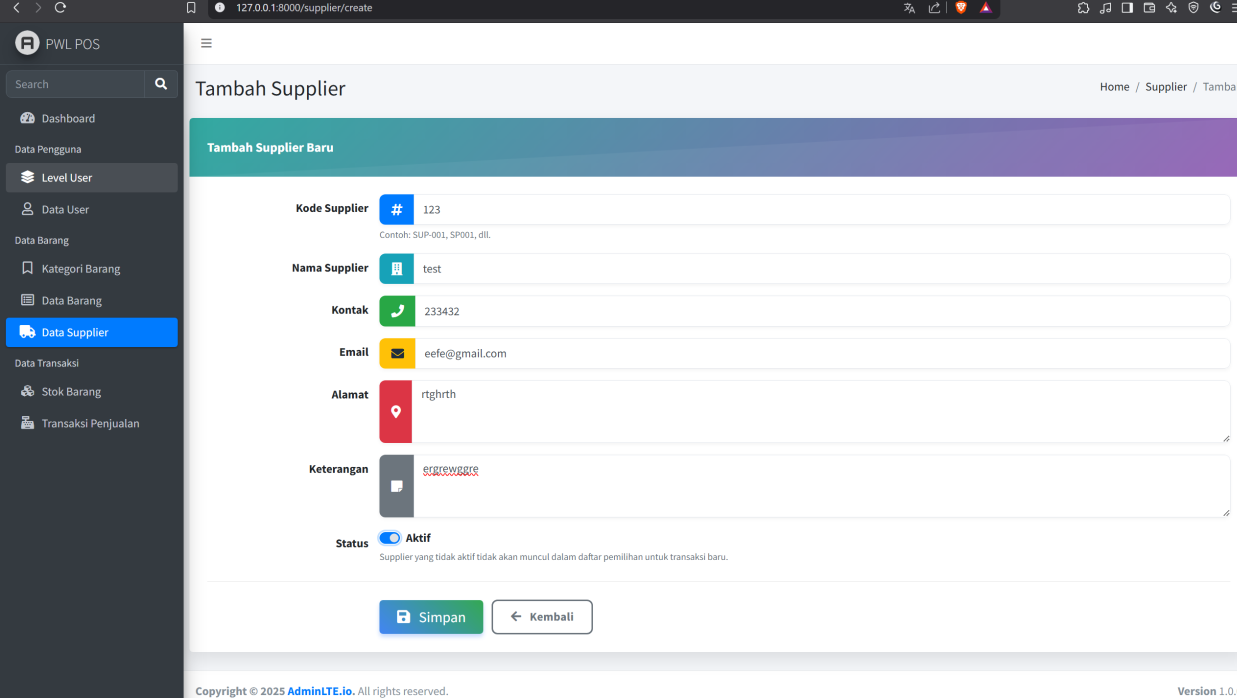 127.0.0.1:8000/supplier/create
PWL POS
Search
Dashboard
Data Pengguna
Level User
Data User
Data Barang
Kategori Barang
Data Barang
Data Supplier
Data Transaksi
Stok Barang
Transaksi Penjualan
Tambah Supplier
Home / Supplier / Tamba
Tambah Supplier Baru
Kode Supplier # 123
Contoh: SUP-001, SP001, dll.
Nama Supplier test
Kontak 233432
Email eefe@gmail.com
Alamat rtghrth
Keterangan ergrewggre
Status Aktif
Supplier yang tidak aktif tidak akan muncul dalam daftar pemilihan untuk transaksi baru.
Simpan Kembali
Copyright © 2025 AdminLTE.io. All rights reserved. Version 1.0.